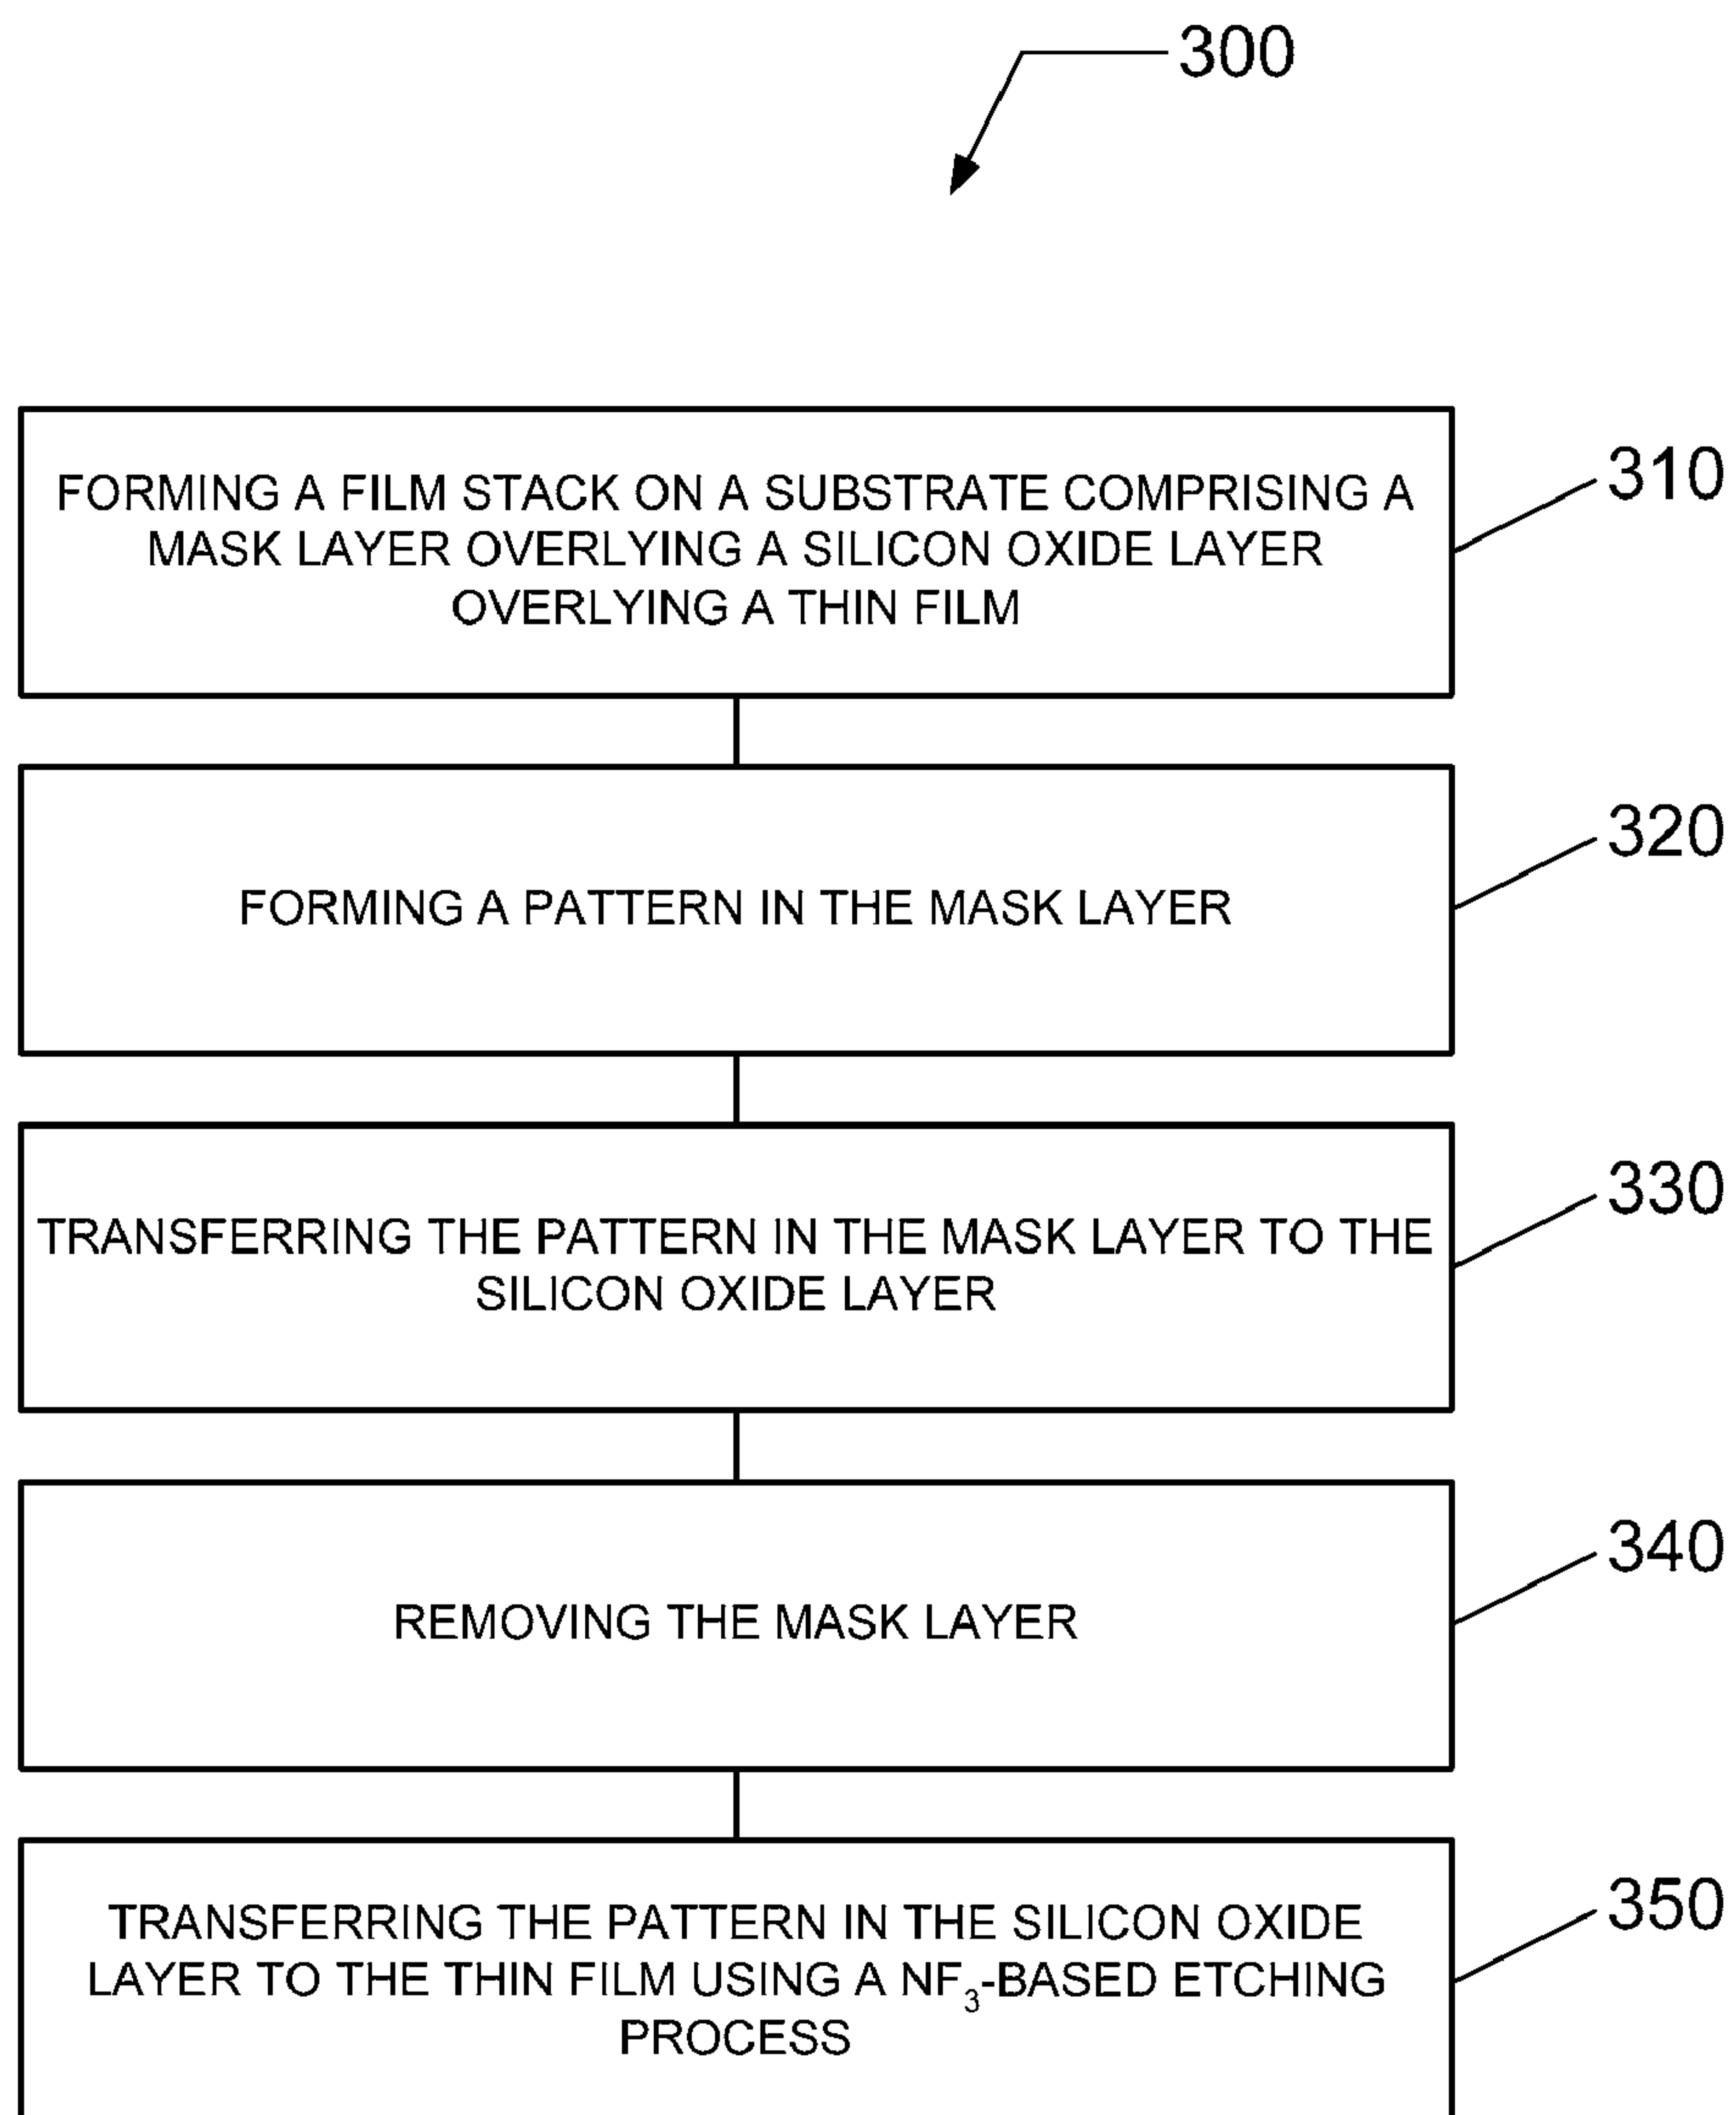 300
FORMING A FILM STACK ON A SUBSTRATE COMPRISING A
MASK LAYER OVERLYING A SILICON OXIDE LAYER
OVERLYING A THIN FILM
310
FORMING A PATTERN IN THE MASK LAYER
320
TRANSFERRING THE PATTERN IN THE MASK LAYER TO THE
SILICON OXIDE LAYER
330
REMOVING THE MASK LAYER
340
TRANSFERRING THE PATTERN IN THE SILICON OXIDE
LAYER TO THE THIN FILM USING A NF₃-BASED ETCHING
PROCESS
350